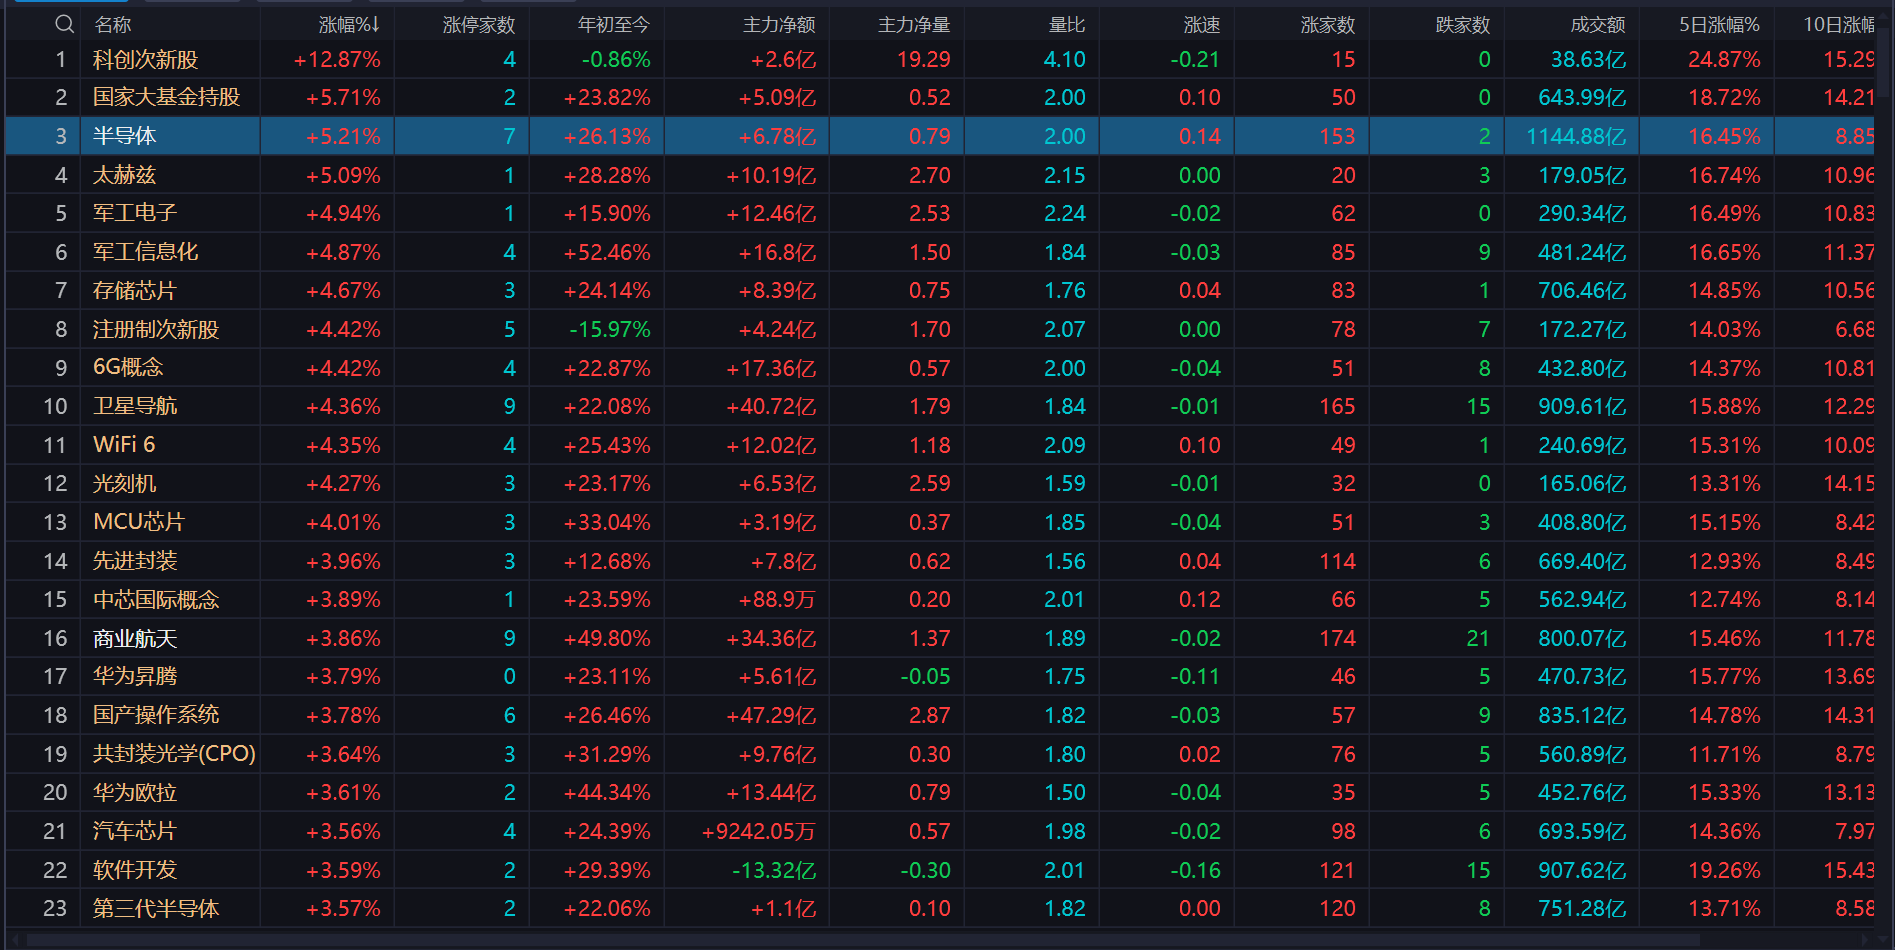 名称 涨幅%↓ 涨停家数 年初至今 主力净额 主力净量 量比 涨速 涨家数 跌家数 成交额 5日涨幅% 10日涨幅
1 科创次新股 +12.87% 4 -0.86% +2.6亿 19.29 4.10 -0.21 15 0 38.63亿 24.87% 15.29
2 国家大基金持股 +5.71% 2 +23.82% +5.09亿 0.52 2.00 0.10 50 0 643.99亿 18.72% 14.21
3 半导体 +5.21% 7 +26.13% +6.78亿 0.79 2.00 0.14 153 2 1144.88亿 16.45% 8.85
4 太赫兹 +5.09% 1 +28.28% +10.19亿 2.70 2.15 0.00 20 3 179.05亿 16.74% 10.96
5 军工电子 +4.94% 1 +15.90% +12.46亿 2.53 2.24 -0.02 62 0 290.34亿 16.49% 10.83
6 军工信息化 +4.87% 4 +52.46% +16.8亿 1.50 1.84 -0.03 85 9 481.24亿 16.65% 11.37
7 存储芯片 +4.67% 3 +24.14% +8.39亿 0.75 1.76 0.04 83 1 706.46亿 14.85% 10.56
8 注册制次新股 +4.42% 5 -15.97% +4.24亿 1.70 2.07 0.00 78 7 172.27亿 14.03% 6.68
9 6G概念 +4.42% 4 +22.87% +17.36亿 0.57 2.00 -0.04 51 8 432.80亿 14.37% 10.81
10 卫星导航 +4.36% 9 +22.08% +40.72亿 1.79 1.84 -0.01 165 15 909.61亿 15.88% 12.29
11 WiFi 6 +4.35% 4 +25.43% +12.02亿 1.18 2.09 0.10 49 1 240.69亿 15.31% 10.09
12 光刻机 +4.27% 3 +23.17% +6.53亿 2.59 1.59 -0.01 32 0 165.06亿 13.31% 14.15
13 MCU芯片 +4.01% 3 +33.04% +3.19亿 0.37 1.85 -0.04 51 3 408.80亿 15.15% 8.42
14 先进封装 +3.96% 3 +12.68% +7.8亿 0.62 1.56 0.04 114 6 669.40亿 12.93% 8.49
15 中芯国际概念 +3.89% 1 +23.59% +88.9万 0.20 2.01 0.12 66 5 562.94亿 12.74% 8.14
16 商业航天 +3.86% 9 +49.80% +34.36亿 1.37 1.89 -0.02 174 21 800.07亿 15.46% 11.78
17 华为昇腾 +3.79% 0 +23.11% +5.61亿 -0.05 1.75 -0.11 46 5 470.73亿 15.77% 13.69
18 国产操作系统 +3.78% 6 +26.46% +47.29亿 2.87 1.82 -0.03 57 9 835.12亿 14.78% 14.31
19 共封装光学(CPO) +3.64% 3 +31.29% +9.76亿 0.30 1.80 0.02 76 5 560.89亿 11.71% 8.79
20 华为欧拉 +3.61% 2 +44.34% +13.44亿 0.79 1.50 -0.04 35 5 452.76亿 15.33% 13.13
21 汽车芯片 +3.56% 4 +24.39% +9242.05万 0.57 1.98 -0.02 98 6 693.59亿 14.36% 7.97
22 软件开发 +3.59% 2 +29.39% -13.32亿 -0.30 2.01 -0.16 121 15 907.62亿 19.26% 15.43
23 第三代半导体 +3.57% 2 +22.06% +1.1亿 0.10 1.82 0.00 120 8 751.28亿 13.71% 8.58